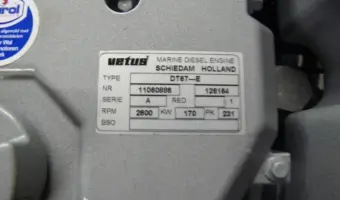 vetus MARINE DIESEL ENGINE
SCHIEDAM HOLLAND
TYPE DT67—E
NR 11060898 126164
SERIE A RED 1
RPM 2600 KW 170 PK 231
BSO